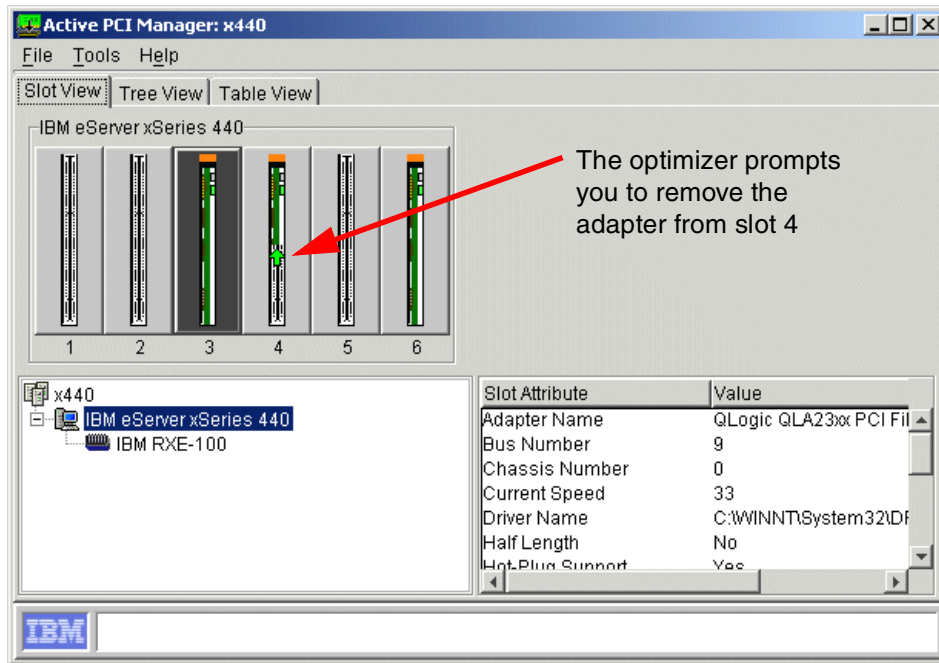 Active PCI Manager: x440
File Tools Help
Slot View Tree View Table View
IBM eServer xSeries 440
1 2 3 4 5 6
The optimizer prompts
you to remove the
adapter from slot 4
x440
IBM eServer xSeries 440
IBM RXE-100
Slot Attribute Value
Adapter Name QLogic QLA23xx PCI Fil
Bus Number 9
Chassis Number 0
Current Speed 33
Driver Name C:\WINNT\System32\DR
Half Length No
Hot-Plug Support Yes
IBM